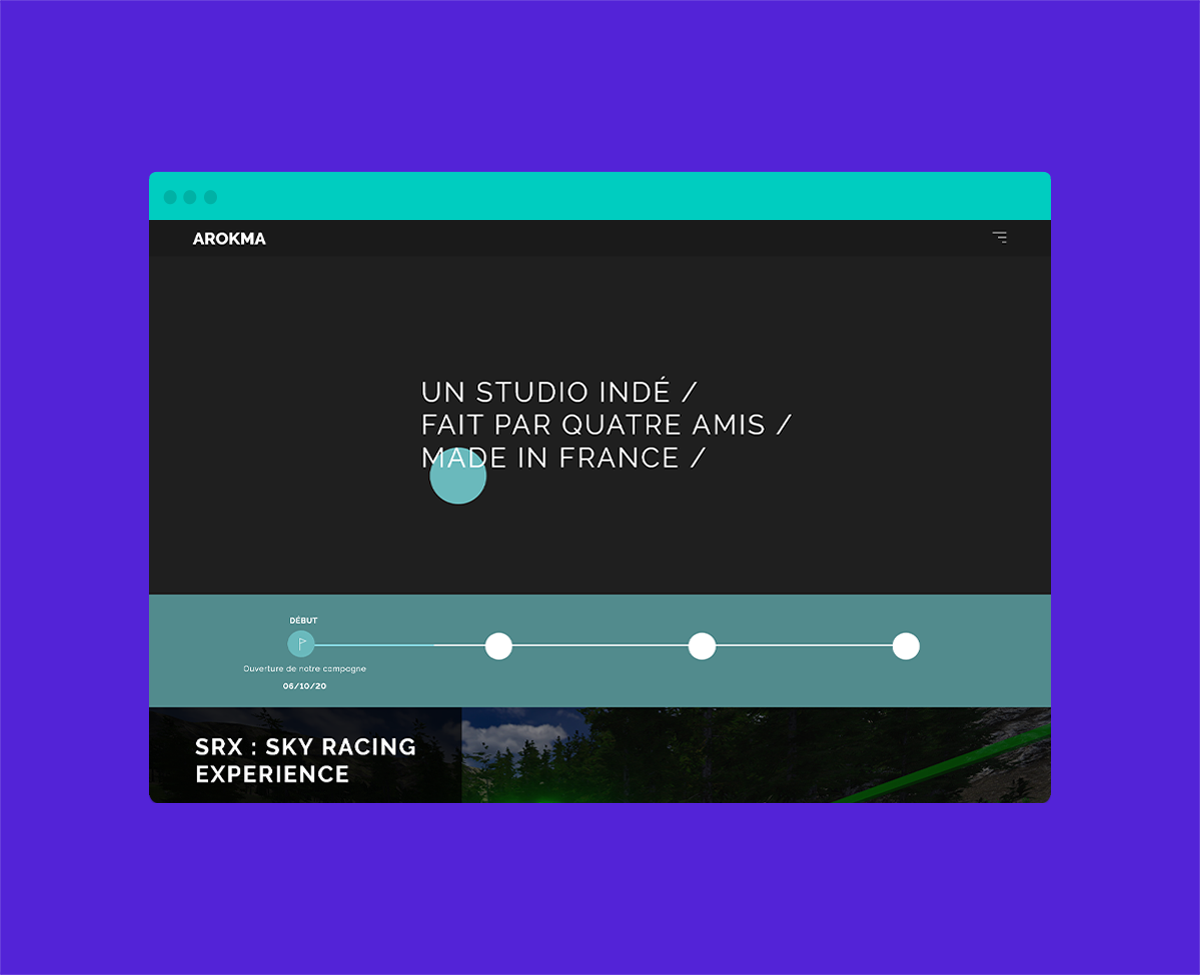 AROKMA
UN STUDIO INDÉ /
FAIT PAR QUATRE AMIS /
MADE IN FRANCE /
DÉBUT
Ouverture de notre campagne
06/10/20
SRX : SKY RACING
EXPERIENCE